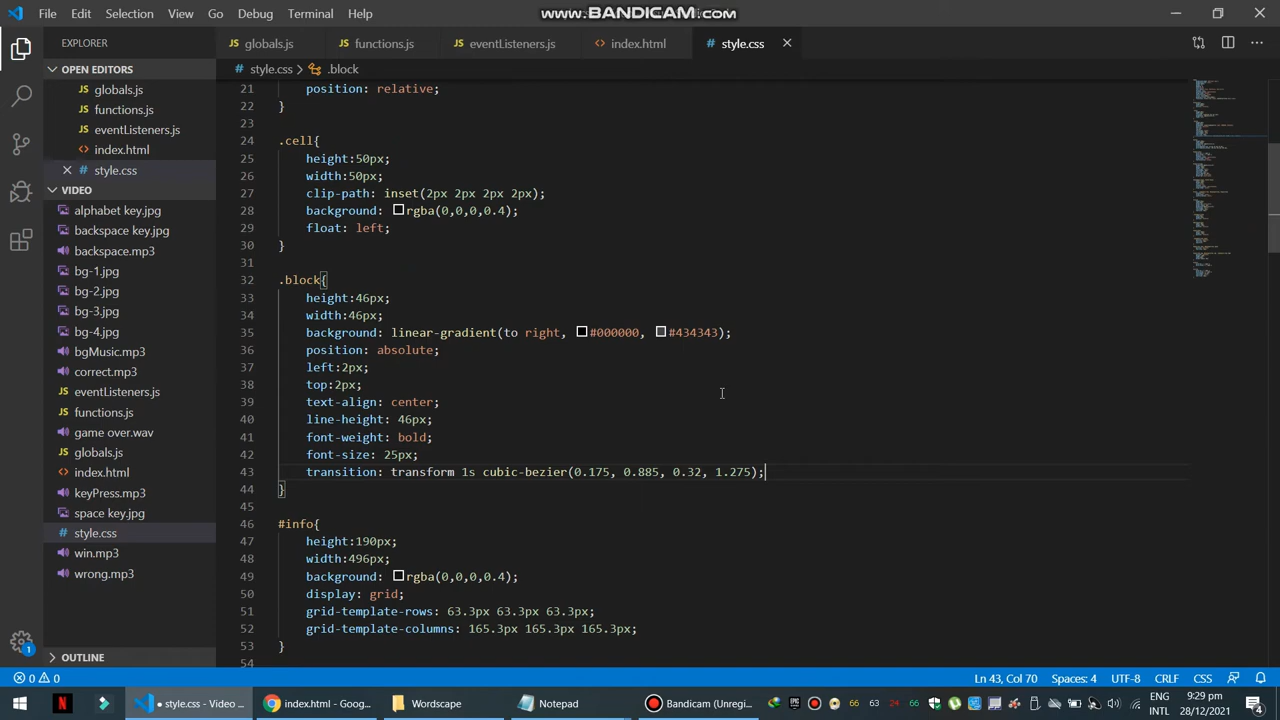 File Edit Selection View Go Debug Terminal Help
www.BANDICAM.com
EXPLORER
globals.js functions.js eventListeners.js index.html style.css
OPEN EDITORS
globals.js
functions.js
eventListeners.js
index.html
style.css
VIDEO
alphabet key.jpg
backspace key.jpg
backspace.mp3
bg-1.jpg
bg-2.jpg
bg-3.jpg
bg-4.jpg
bgMusic.mp3
correct.mp3
eventListeners.js
functions.js
game over.wav
globals.js
index.html
keyPress.mp3
space key.jpg
style.css
win.mp3
wrong.mp3
OUTLINE
style.css > .block
21 position: relative;
22 }
23
24 .cell{
25 height:50px;
26 width:50px;
27 clip-path: inset(2px 2px 2px 2px);
28 background: rgba(0,0,0,0.4);
29 float: left;
30 }
31
32 .block{
33 height:46px;
34 width:46px;
35 background: linear-gradient(to right, #000000, #434343);
36 position: absolute;
37 left:2px;
38 top:2px;
39 text-align: center;
40 line-height: 46px;
41 font-weight: bold;
42 font-size: 25px;
43 transition: transform 1s cubic-bezier(0.175, 0.885, 0.32, 1.275);
44 }
45
46 #info{
47 height:190px;
48 width:496px;
49 background: rgba(0,0,0,0.4);
50 display: grid;
51 grid-template-rows: 63.3px 63.3px 63.3px;
52 grid-template-columns: 165.3px 165.3px 165.3px;
53 }
54
1
0 0 Ln 43, Col 70 Spaces: 4 UTF-8 CRLF CSS
● style.css - Video ... index.html - Goog... Wordscape Notepad Bandicam (Unregi... 66 63 24 66 ENG INTL 9:29 pm 28/12/2021